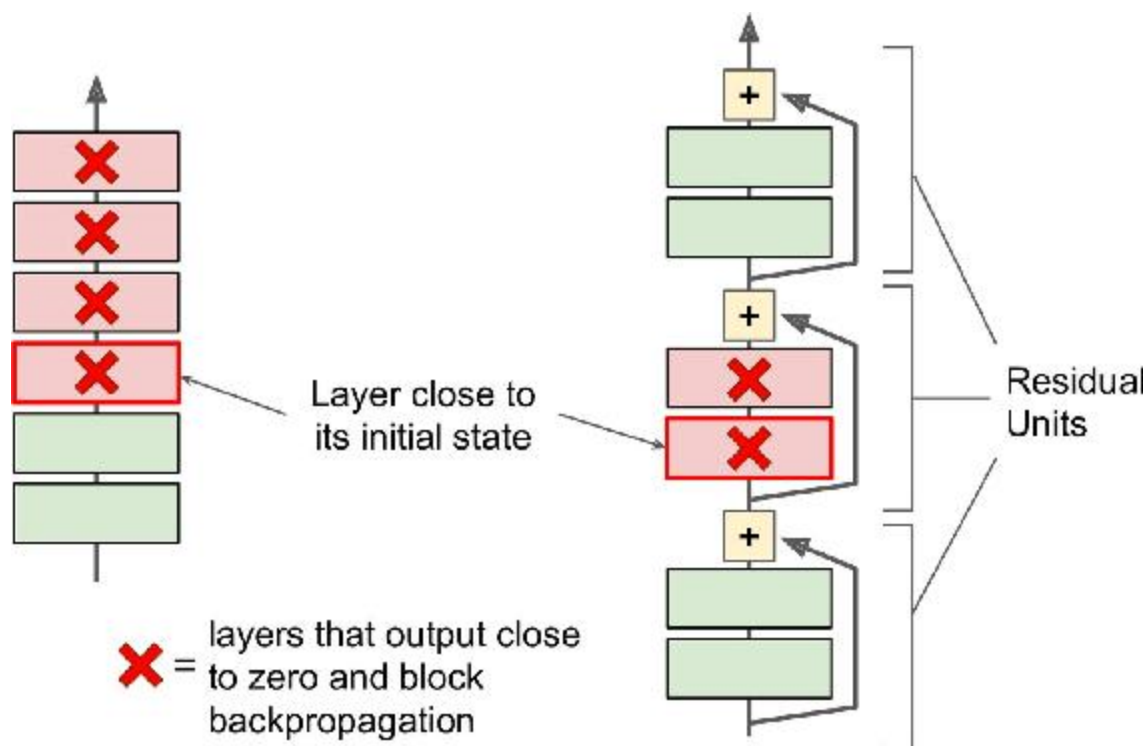 +
+
Layer close to
its initial state
Residual
Units
+
= layers that output close
to zero and block
backpropagation